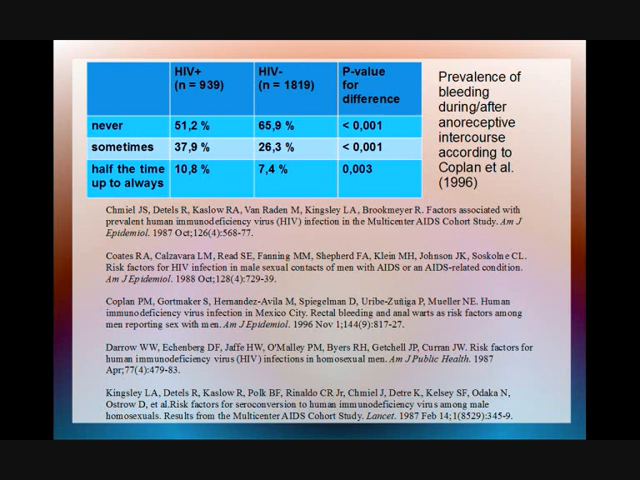 HIV+ (n = 939) HIV- (n = 1819) P-value for difference
never 51,2 % 65,9 % < 0,001
sometimes 37,9 % 26,3 % < 0,001
half the time up to always 10,8 % 7,4 % 0,003
Prevalence of
bleeding
during/after
anoreceptive
intercourse
according to
Coplan et al.
(1996)
Chmiel JS, Detels R, Kaslow RA, Van Raden M, Kingsley LA, Brookmeyer R. Factors associated with
prevalent human immunodeficiency virus (HIV) infection in the Multicenter AIDS Cohort Study. Am J
Epidemiol. 1987 Oct;126(4):568-77.
Coates RA, Calzavara LM, Read SE, Fanning MM, Shepherd FA, Klein MH, Johnson JK, Soskolne CL.
Risk factors for HIV infection in male sexual contacts of men with AIDS or an AIDS-related condition.
Am J Epidemiol. 1988 Oct;128(4):729-39.
Coplan PM, Gortmaker S, Hernandez-Avila M, Spiegelman D, Uribe-Zuñiga P, Mueller NE. Human
immunodeficiency virus infection in Mexico City. Rectal bleeding and anal warts as risk factors among
men reporting sex with men. Am J Epidemiol. 1996 Nov 1;144(9):817-27.
Darrow WW, Echenberg DF, Jaffe HW, O'Malley PM, Byers RH, Getchell JP, Curran JW. Risk factors for
human immunodeficiency virus (HIV) infections in homosexual men. Am J Public Health. 1987
Apr;77(4):479-83.
Kingsley LA, Detels R, Kaslow R, Polk BF, Rinaldo CR Jr, Chmiel J, Detre K, Kelsey SF, Odaka N,
Ostrow D, et al.Risk factors for seroconversion to human immunodeficiency virus among male
homosexuals. Results from the Multicenter AIDS Cohort Study. Lancet. 1987 Feb 14;1(8529):345-9.